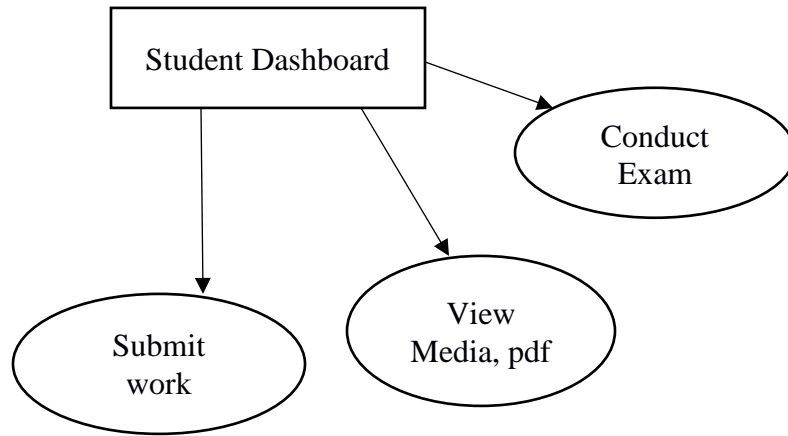 Student Dashboard
Conduct
Exam
View
Media, pdf
Submit
work